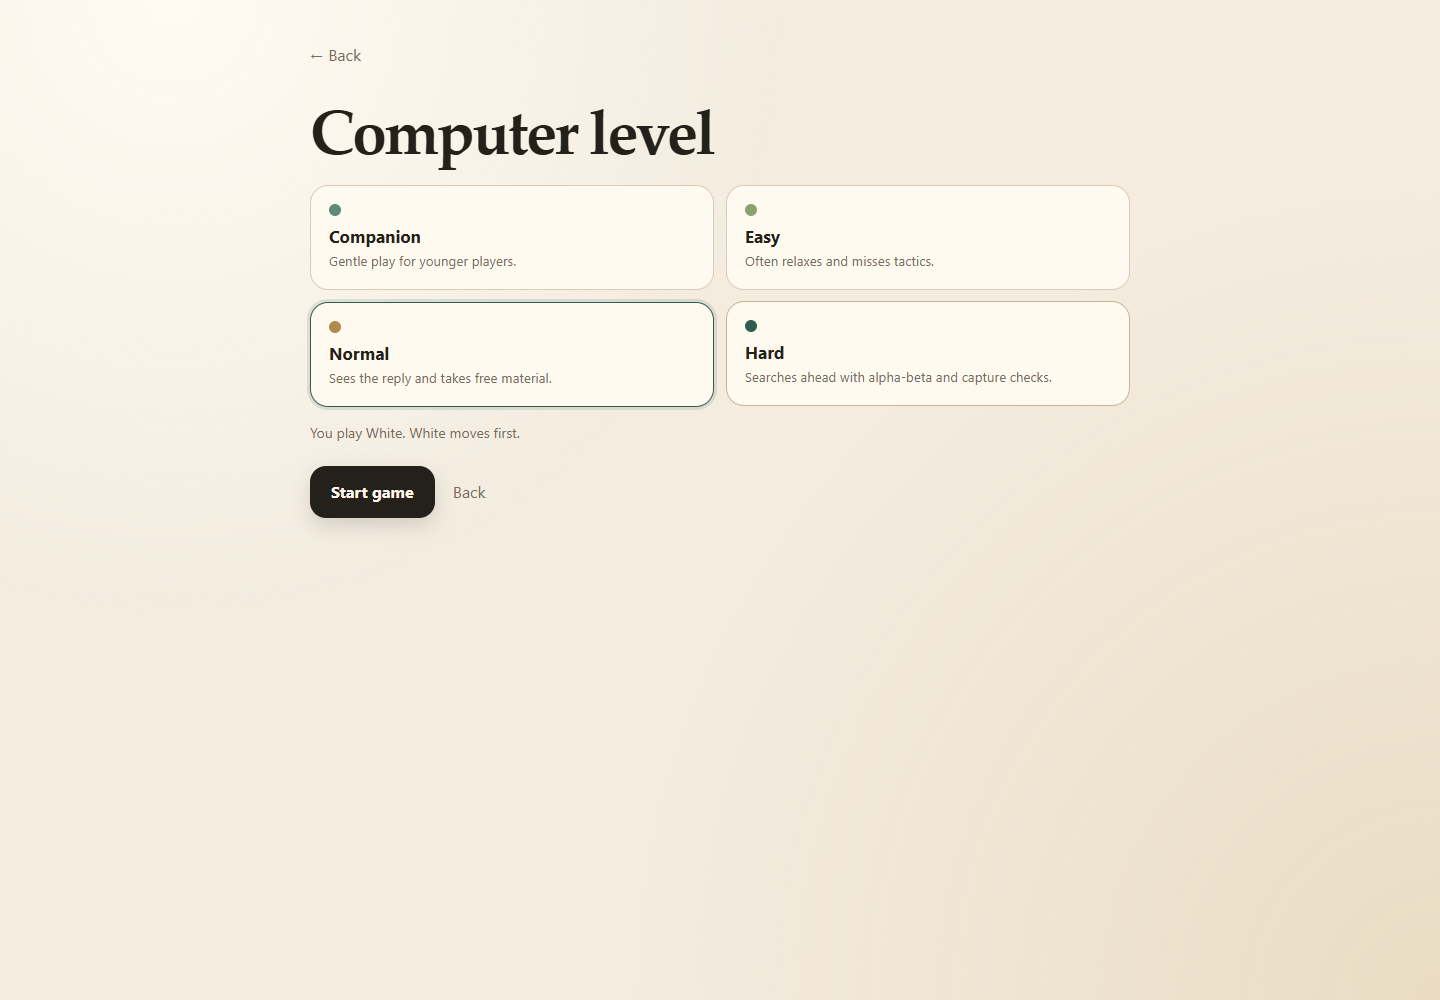 ← Back
Computer level
Companion
Gentle play for younger players.
Easy
Often relaxes and misses tactics.
Normal
Sees the reply and takes free material.
Hard
Searches ahead with alpha-beta and capture checks.
You play White. White moves first.
Start game
Back